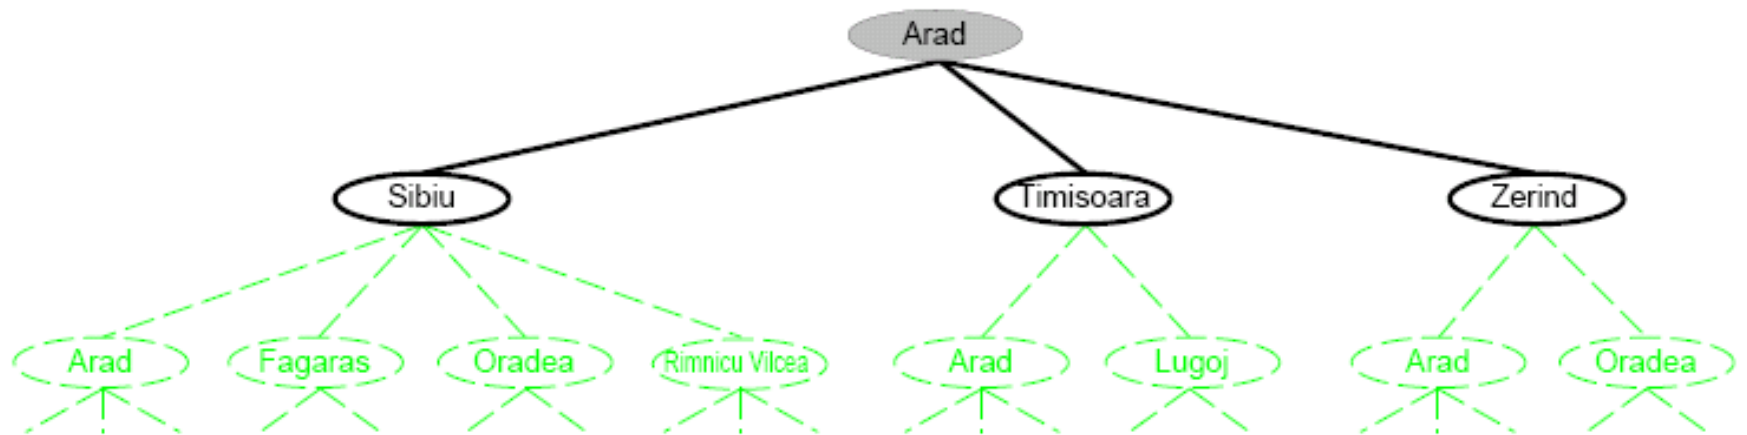 Arad
Sibiu Timisoara Zerind
Arad Fagaras Oradea Rimnicu Vilcea Arad Lugoj Arad Oradea